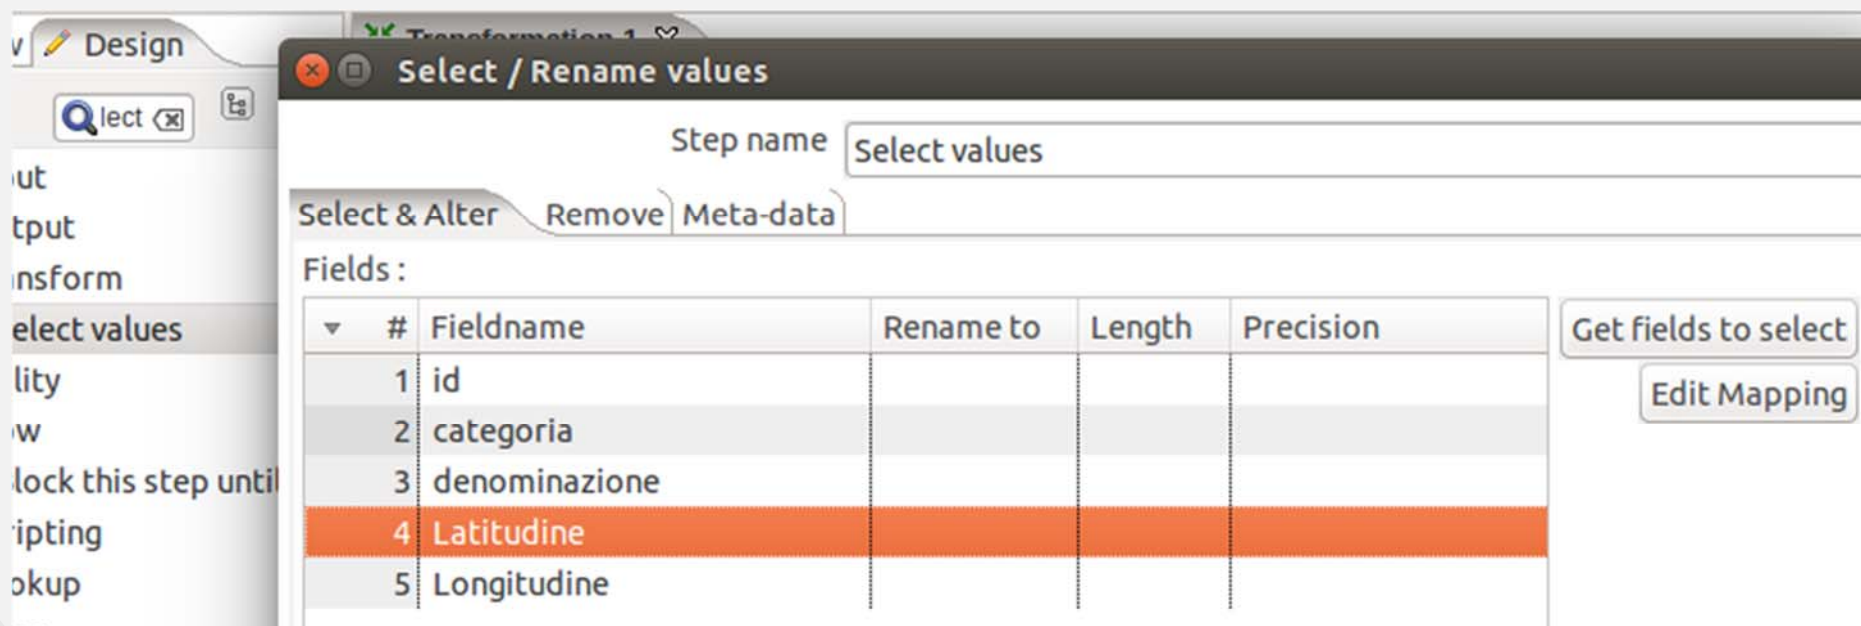 Design
Transformation 1
Select / Rename values
lect
Step name
Select values
Select & Alter
Remove
Meta-data
Fields :
# Fieldname Rename to Length Precision
1 id
2 categoria
3 denominazione
4 Latitudine
5 Longitudine
Get fields to select
Edit Mapping
ut
tput
nsform
elect values
lity
w
lock this step until
ipting
okup